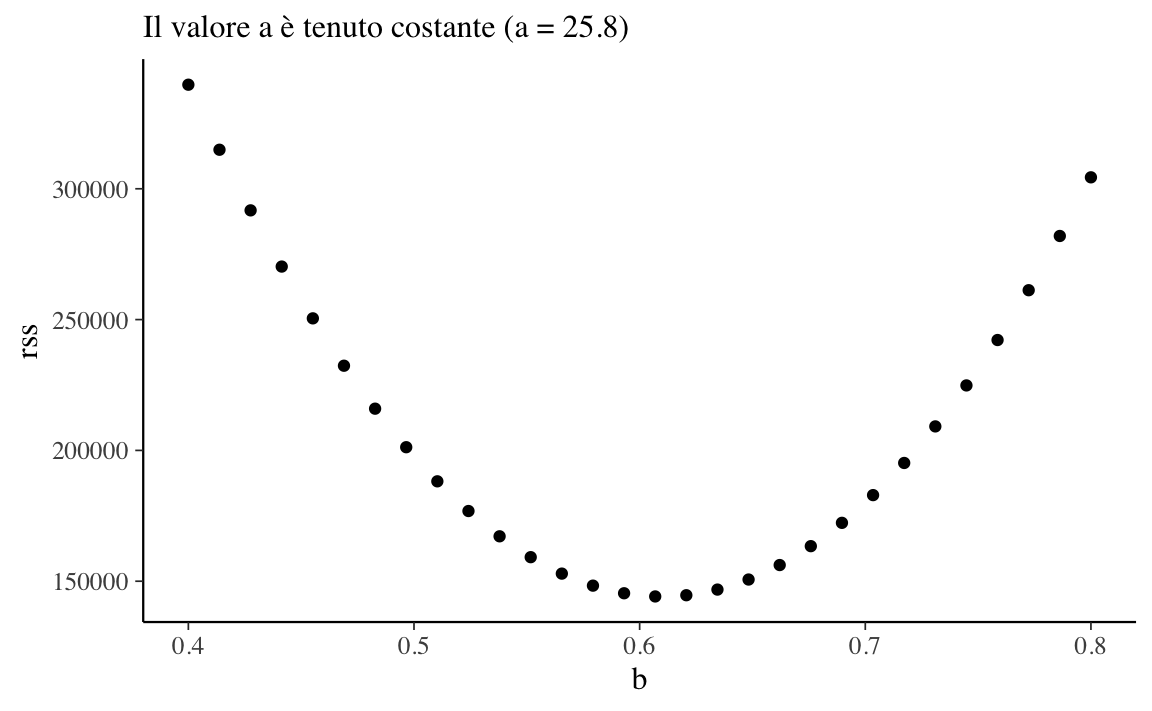 Il valore a è tenuto costante (a = 25.8)
rss
300000
250000
200000
150000
0.4 0.5 0.6 0.7 0.8
b